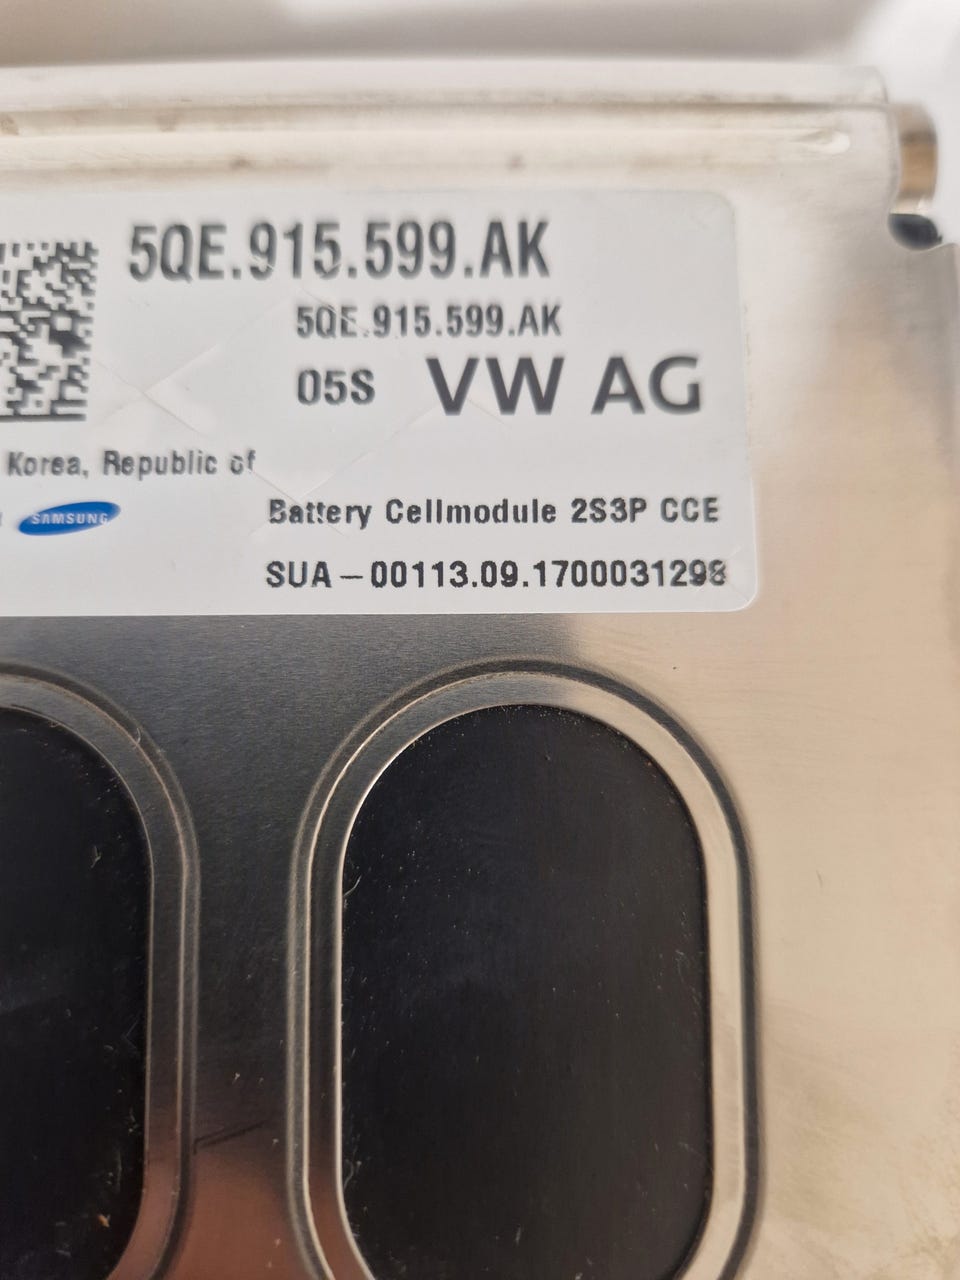 5QE.915.599.AK
5QE.915.599.AK
05S VW AG
Korea, Republic of
SAMSUNG
Battery Cellmodule 2S3P CCE
SUA-00113.09.1700031298